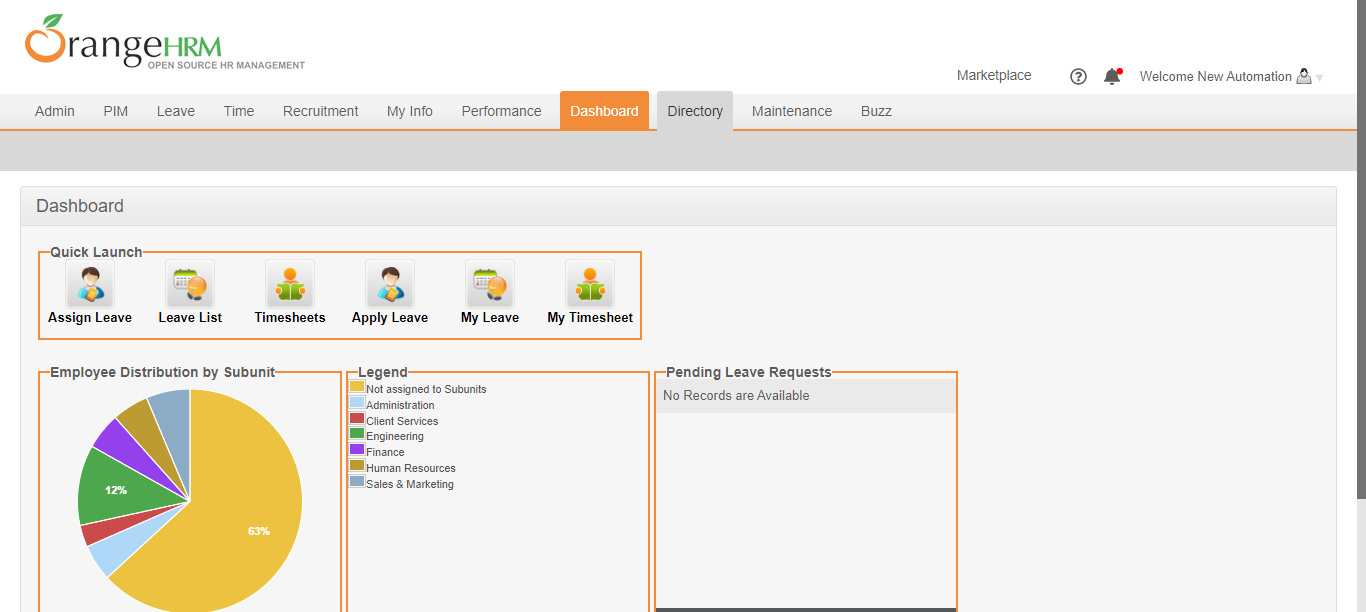 OrangeHRM
OPEN SOURCE HR MANAGEMENT
Marketplace
?
Welcome New Automation
Admin PIM Leave Time Recruitment My Info Performance Dashboard Directory Maintenance Buzz
Dashboard
Quick Launch
Assign Leave Leave List Timesheets Apply Leave My Leave My Timesheet
Employee Distribution by Subunit
12%
63%
Legend
Not assigned to Subunits
Administration
Client Services
Engineering
Finance
Human Resources
Sales & Marketing
Pending Leave Requests
No Records are Available